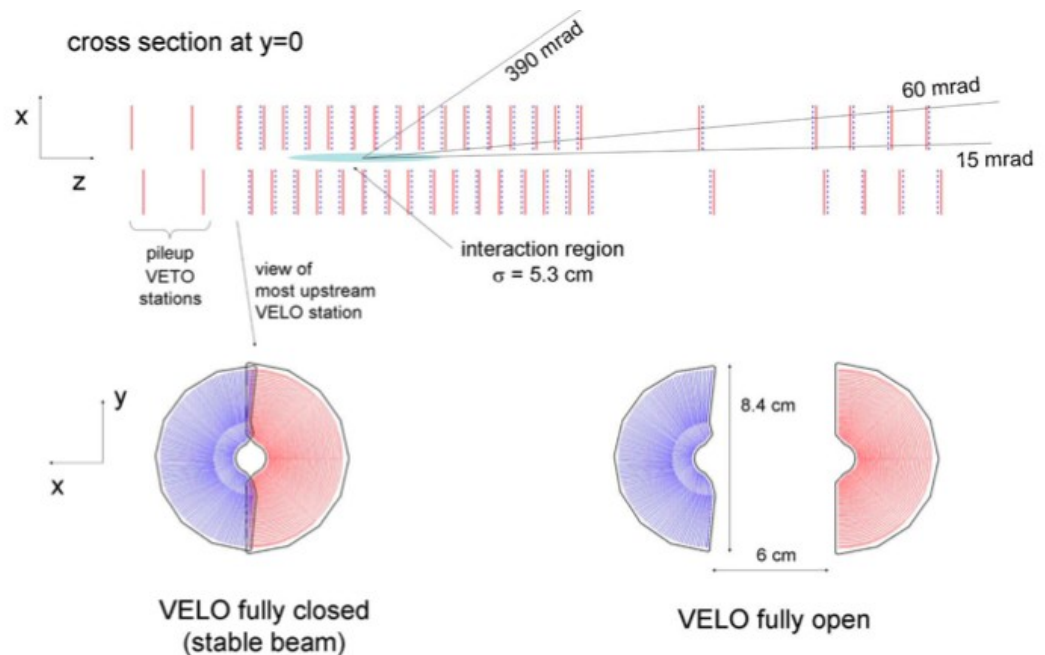 cross section at y=0
390 mrad
60 mrad
x
15 mrad
z
interaction region
σ = 5.3 cm
pileup
VETO
stations
view of
most upstream
VELO station
y
x
8.4 cm
6 cm
VELO fully closed
(stable beam)
VELO fully open